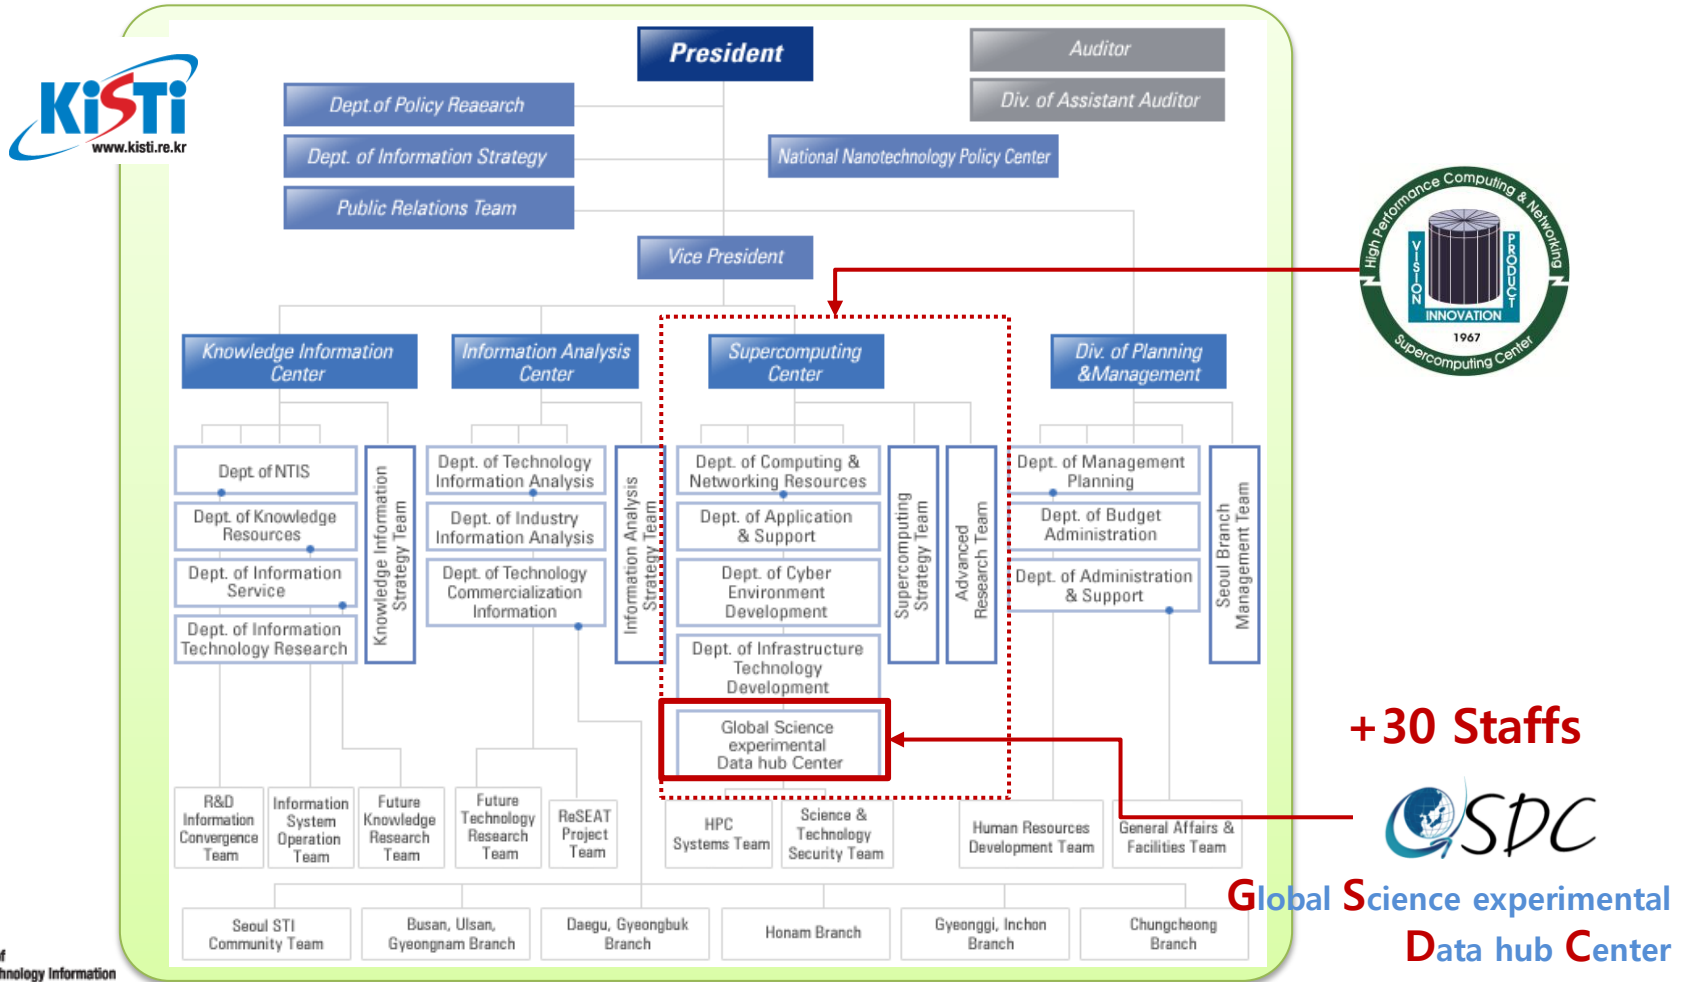 KiSTi
www.kisti.re.kr
President
Auditor
Div. of Assistant Auditor
Dept.of Policy Reaearch
Dept. of Information Strategy
National Nanotechnology Policy Center
Public Relations Team
Vice President
High Performance Computing & Networking
VISION
PRODUCT
INNOVATION
1967
Supercomputing Center
Knowledge Information
Center
Information Analysis
Center
Supercomputing
Center
Div. of Planning
&Management
Dept. of NTIS
Dept. of Knowledge
Resources
Dept. of Information
Service
Dept. of Information
Technology Research
Knowledge Information
Strategy Team
Dept. of Technology
Information Analysis
Dept. of Industry
Information Analysis
Dept. of Technology
Commercialization
Information
Information Analysis
Strategy Team
Dept. of Computing &
Networking Resources
Dept. of Application
& Support
Dept. of Cyber
Environment
Development
Dept. of Infrastructure
Technology
Development
Global Science
experimental
Data hub Center
Supercomputing
Strategy Team
Advanced
Research Team
Dept. of Management
Planning
Dept. of Budget
Administration
Dept. of Administration
& Support
Seoul Branch
Management Team
R&D
Information
Convergence
Team
Information
System
Operation
Team
Future
Knowledge
Research
Team
Future
Technology
Research
Team
ReSEAT
Project
Team
HPC
Systems Team
Science &
Technology
Security Team
Human Resources
Development Team
General Affairs &
Facilities Team
Seoul STI
Community Team
Busan, Ulsan,
Gyeongnam Branch
Daegu, Gyeongbuk
Branch
Honam Branch
Gyeonggi, Inchon
Branch
Chungcheong
Branch
+30 Staffs
GSDC
Global Science experimental
Data hub Center
f
hnology Information